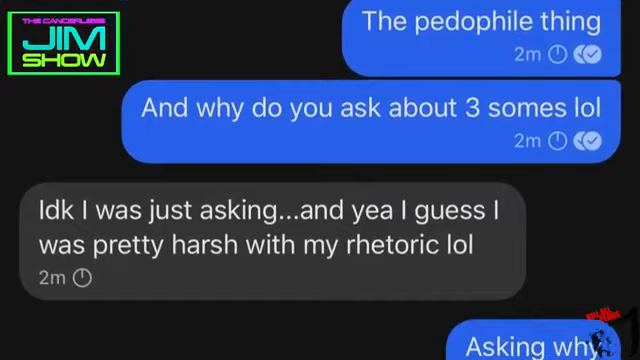 THE CANCERLESS
JIM
SHOW
The pedophile thing
2m
And why do you ask about 3 somes lol
2m
Idk I was just asking...and yea I guess I
was pretty harsh with my rhetoric lol
2m
Asking why